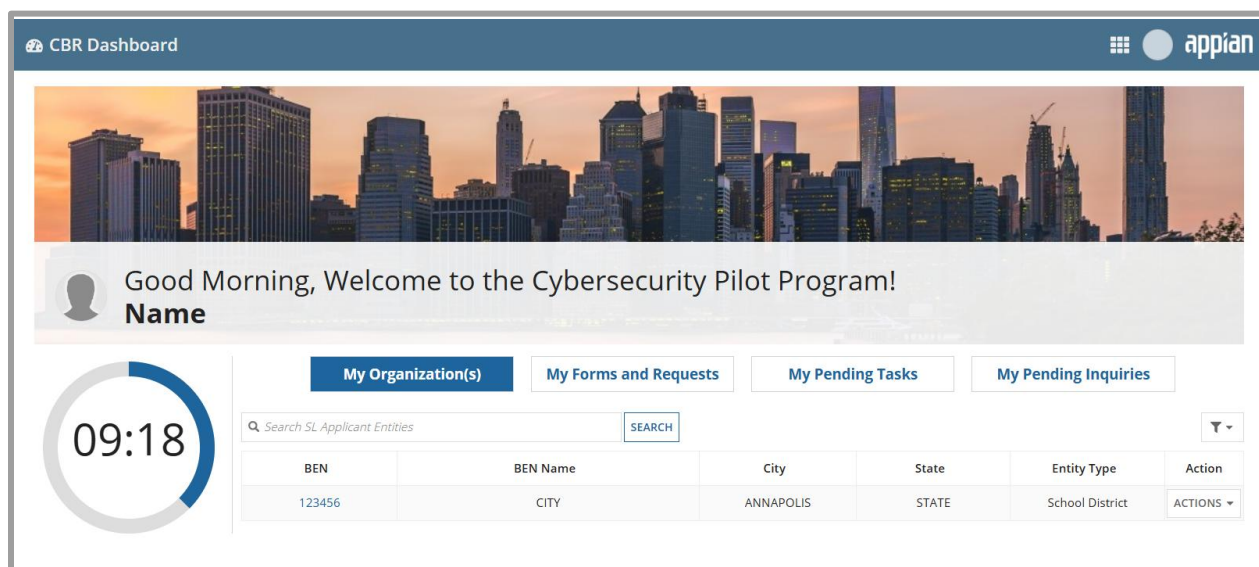 CBR Dashboard appian
Good Morning, Welcome to the Cybersecurity Pilot Program!
Name
09:18
My Organization(s) My Forms and Requests My Pending Tasks My Pending Inquiries
Search SL Applicant Entities SEARCH
BEN BEN Name City State Entity Type Action
123456 CITY ANNAPOLIS STATE School District ACTIONS